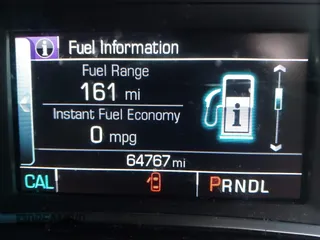 i Fuel Information
Fuel Range
161 mi
i
Instant Fuel Economy
0 mpg
64767 mi
CAL PRNDL